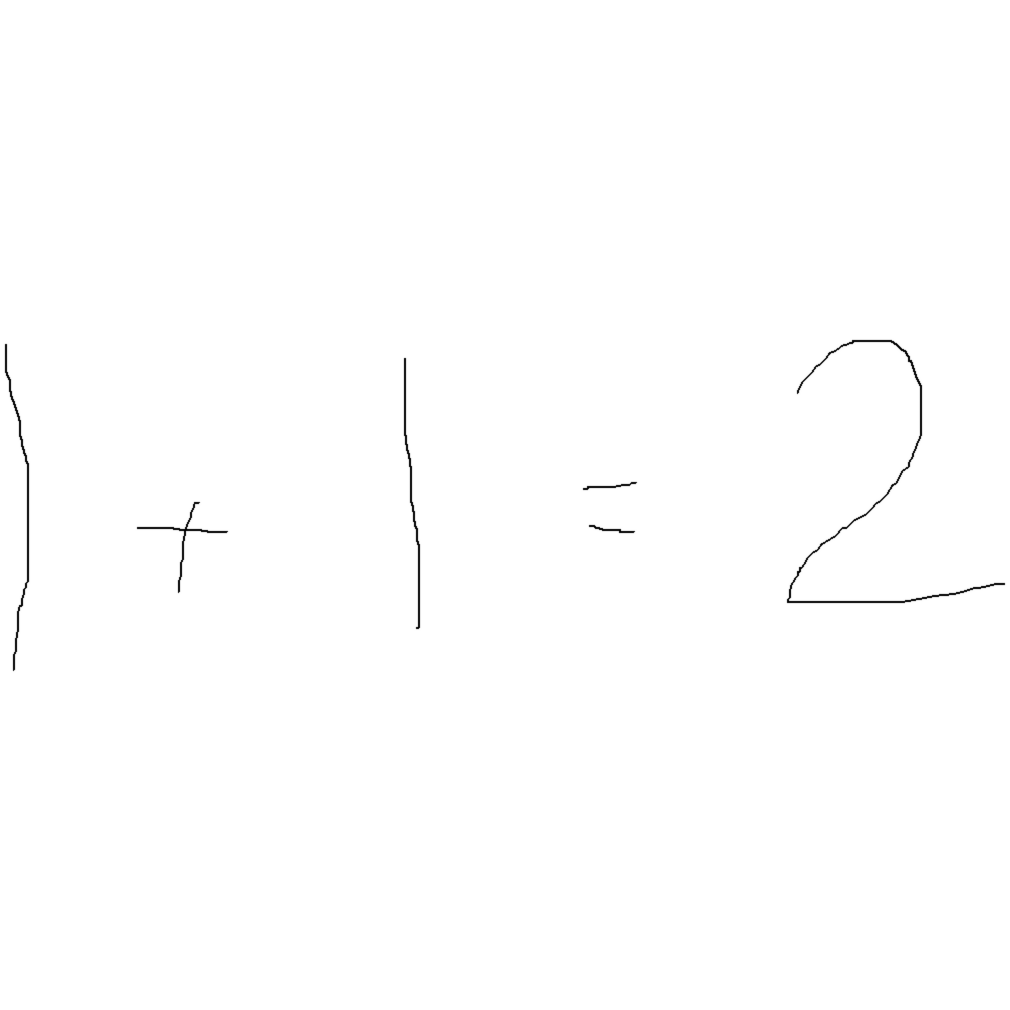 1 + 1 = 2